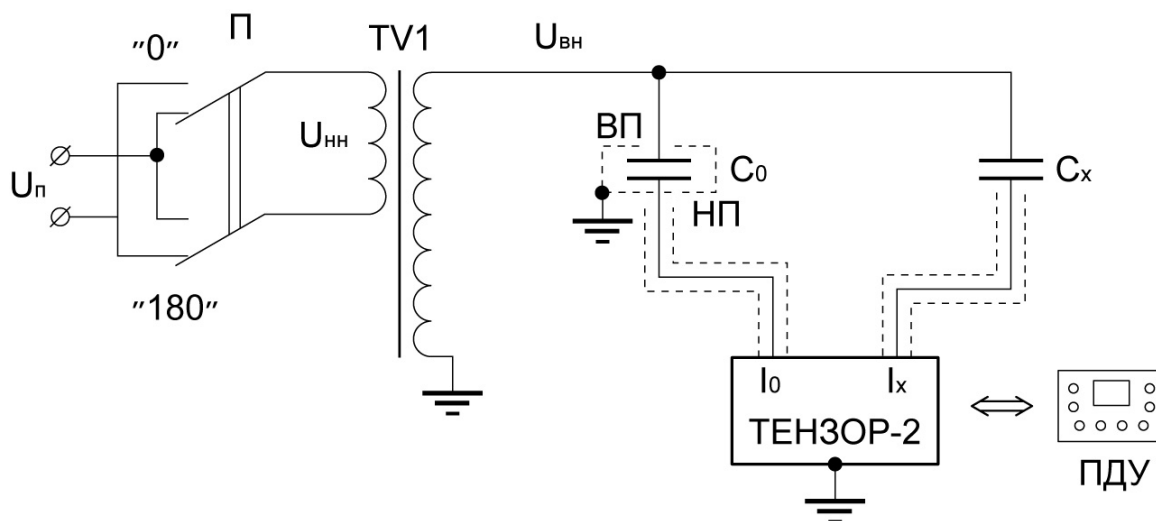 "0"
П
TV1
Uвн
Uнн
Uп
"180"
ВП
C0
НП
Cx
I0
Ix
ТЕНЗОР-2
ПДУ